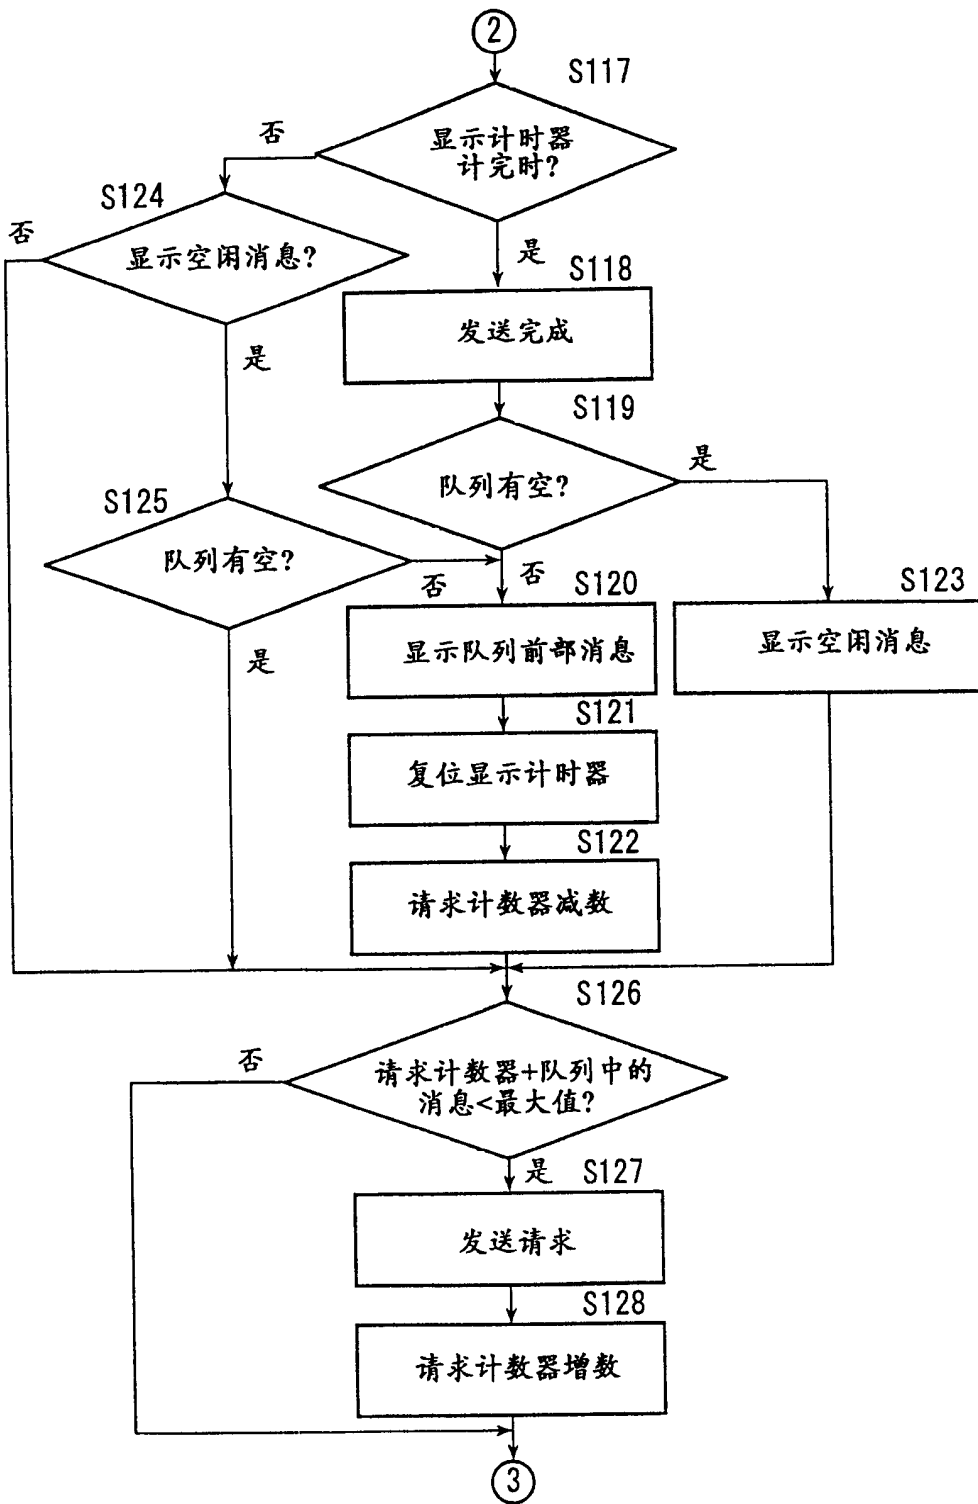 2
S117
显示计时器
计完时?
否
是
S124
否
显示空闲消息?
是
S118
发送完成
S119
队列有空?
是
S125
队列有空?
否
否
是
S120
显示队列前部消息
S123
显示空闲消息
S121
复位显示计时器
S122
请求计数器减数
S126
否
请求计数器+队列中的
消息<最大值?
是
S127
发送请求
S128
请求计数器增数
3